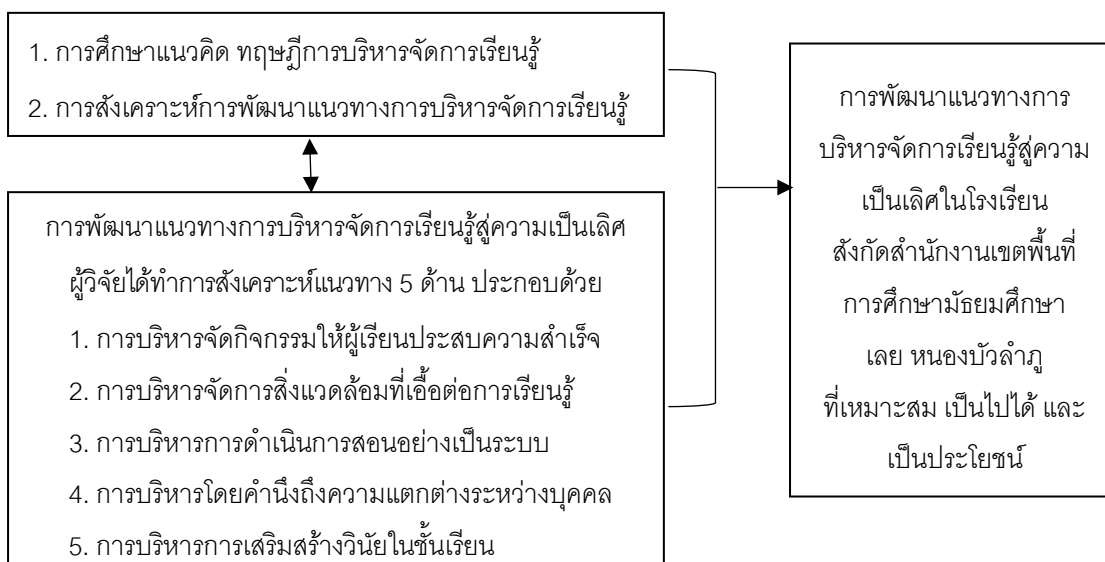 1. การศึกษาแนวคิด ทฤษฎีการบริหารจัดการเรียนรู้
2. การสังเคราะห์การพัฒนาแนวทางการบริหารจัดการเรียนรู้
การพัฒนาแนวทางการบริหารจัดการเรียนรู้สู่ความเป็นเลิศ
ผู้วิจัยได้ทำการสังเคราะห์แนวทาง 5 ด้าน ประกอบด้วย
1. การบริหารจัดกิจกรรมให้ผู้เรียนประสบความสำเร็จ
2. การบริหารจัดการสิ่งแวดล้อมที่เอื้อต่อการเรียนรู้
3. การบริหารการดำเนินการสอนอย่างเป็นระบบ
4. การบริหารโดยคำนึงถึงความแตกต่างระหว่างบุคคล
5. การบริหารการเสริมสร้างวินัยในชั้นเรียน
การพัฒนาแนวทางการ
บริหารจัดการเรียนรู้สู่ความ
เป็นเลิศในโรงเรียน
สังกัดสำนักงานเขตพื้นที่
การศึกษามัธยมศึกษา
เลย หนองบัวลำภู
ที่เหมาะสม เป็นไปได้ และ
เป็นประโยชน์